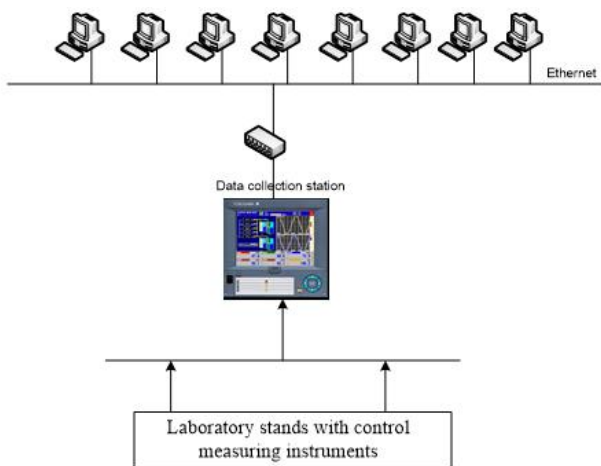 Ethernet
Data collection station
Laboratory stands with control
measuring instruments